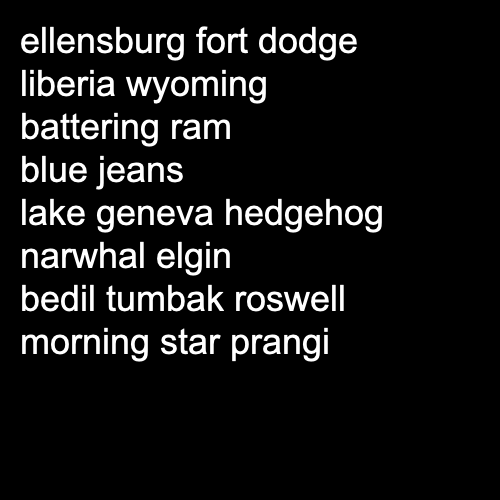 ellensburg fort dodge
liberia wyoming
battering ram
blue jeans
lake geneva hedgehog
narwhal elgin
bedil tumbak roswell
morning star prangi